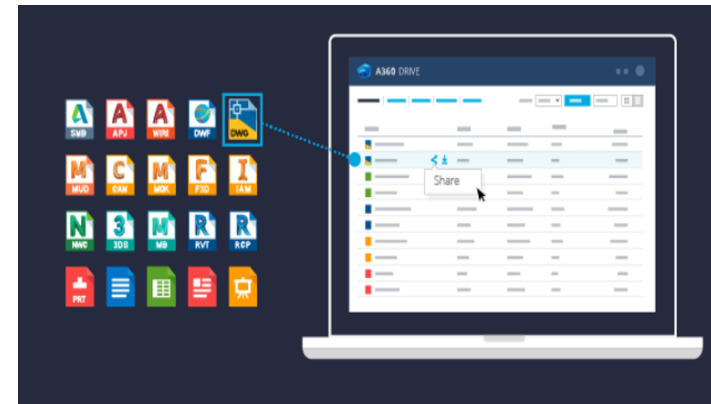 A360 DRIVE
SMB APJ WIRE DWF DWG
MUD CAM MOK F3D IAM
Share
NWC 3DS MB RVT RCP
PRT